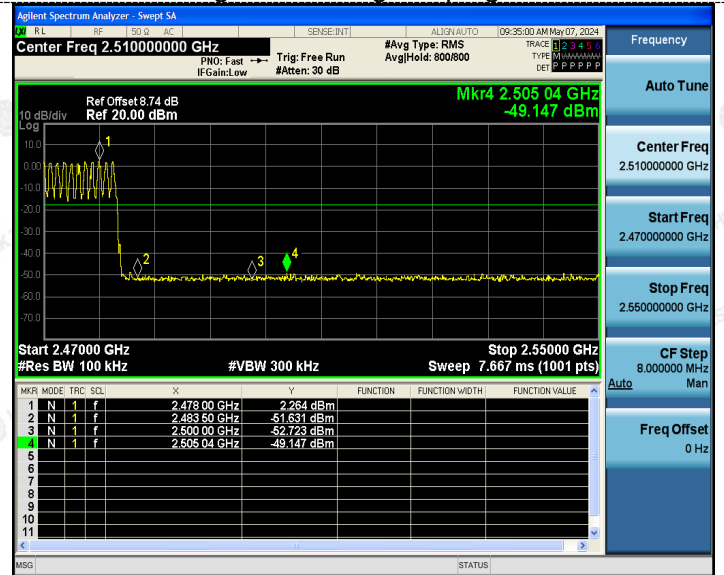 Agilent Spectrum Analyzer - Swept SA
LXI RL RF 50 Ω AC SENSE:INT ALIGN AUTO 09:35:00 AM May 07, 2024
Center Freq 2.510000000 GHz
PNO: Fast
IFGain:Low
Trig: Free Run
#Atten: 30 dB
#Avg Type: RMS
Avg|Hold: 800/800
TRACE 1 2 3 4 5 6
TYPE M W W W W W
DET P P P P P P
Frequency
Auto Tune
Center Freq
2.510000000 GHz
Start Freq
2.470000000 GHz
Stop Freq
2.550000000 GHz
CF Step
8.000000 MHz
Auto Man
Freq Offset
0 Hz
Mkr4 2.505 04 GHz
-49.147 dBm
Ref Offset 8.74 dB
10 dB/div Ref 20.00 dBm
Log
10.0
0.00
-10.0
-20.0
-30.0
-40.0
-50.0
-60.0
-70.0
1
2
3
4
Start 2.47000 GHz Stop 2.55000 GHz
#Res BW 100 kHz #VBW 300 kHz Sweep 7.667 ms (1001 pts)
MKR MODE TRC SCL X Y FUNCTION FUNCTION WIDTH FUNCTION VALUE
1 N 1 f 2.478 00 GHz 2.264 dBm
2 N 1 f 2.483 50 GHz -51.631 dBm
3 N 1 f 2.500 00 GHz -52.723 dBm
4 N 1 f 2.505 04 GHz -49.147 dBm
5
6
7
8
9
10
11
MSG STATUS